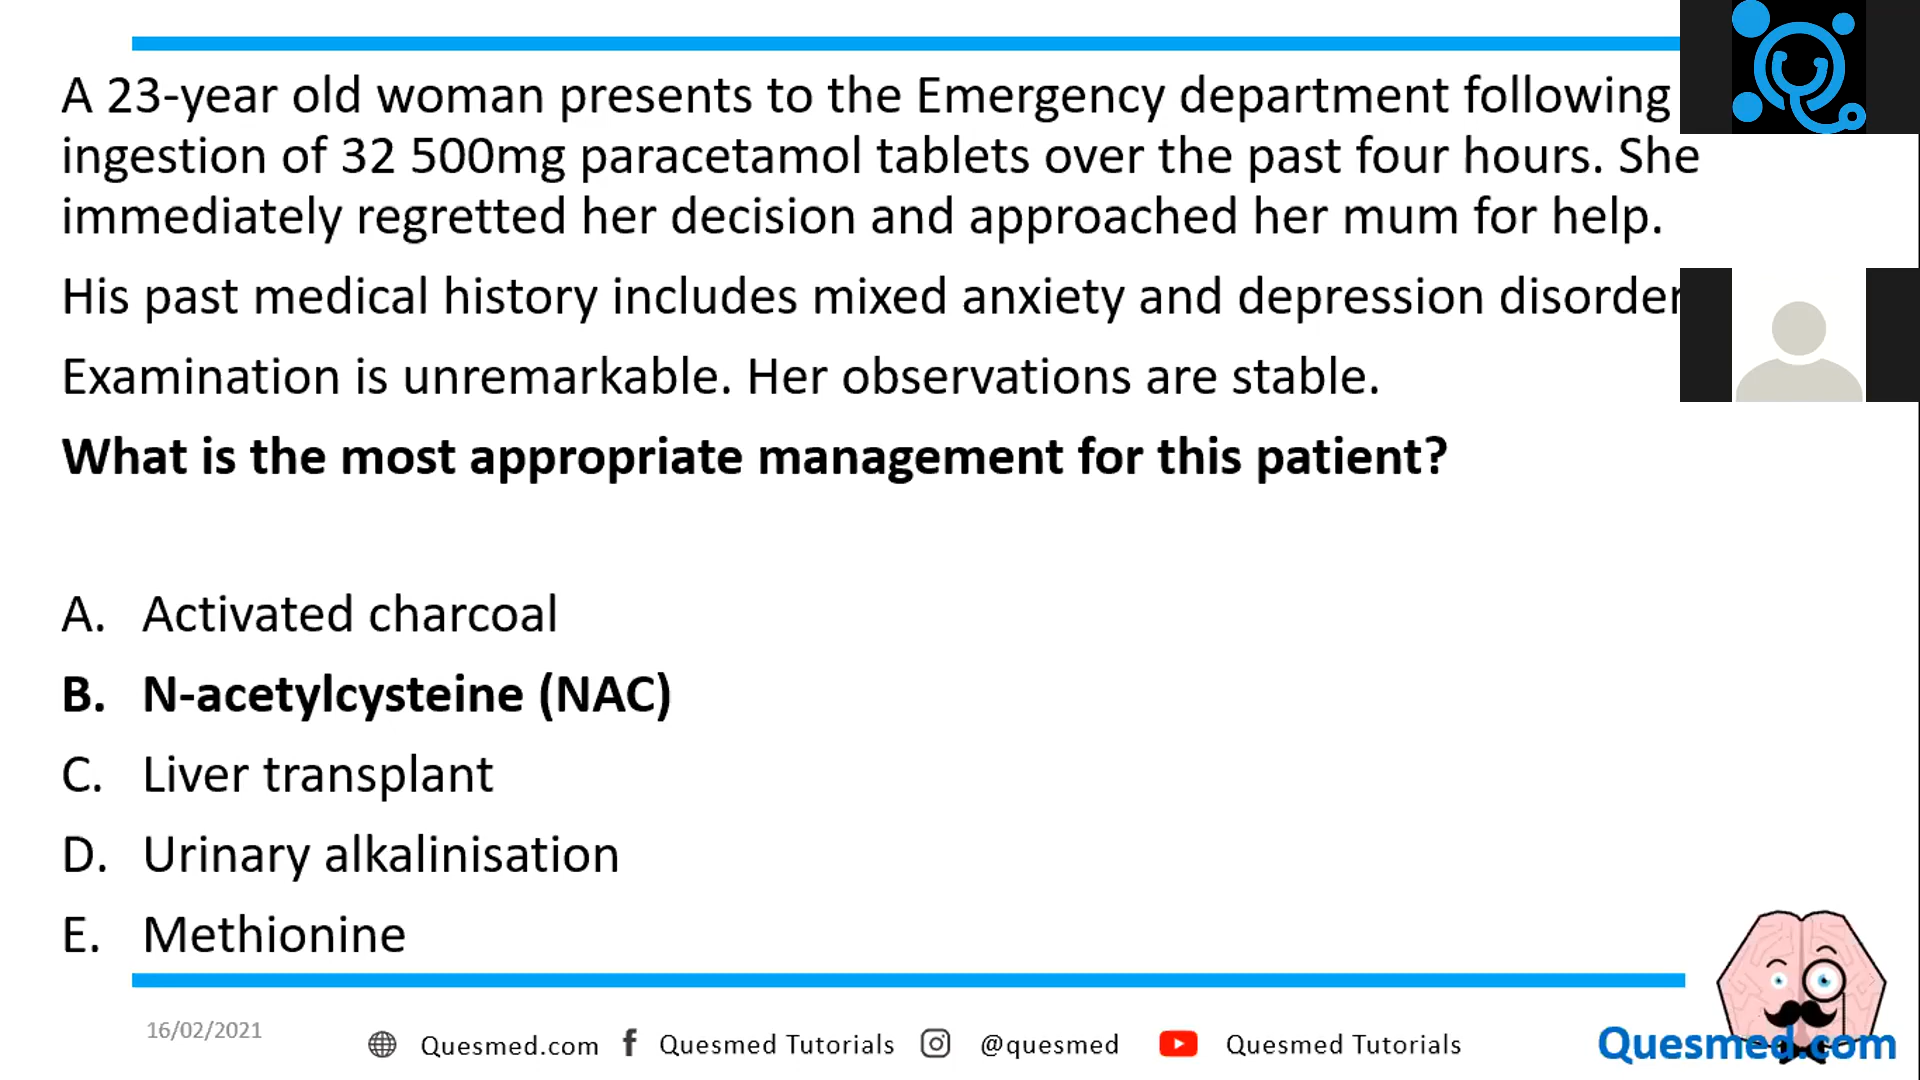 A 23-year old woman presents to the Emergency department following
ingestion of 32 500mg paracetamol tablets over the past four hours. She
immediately regretted her decision and approached her mum for help.
His past medical history includes mixed anxiety and depression disorder
Examination is unremarkable. Her observations are stable.
What is the most appropriate management for this patient?
A. Activated charcoal
B. N-acetylcysteine (NAC)
C. Liver transplant
D. Urinary alkalinisation
E. Methionine
16/02/2021
Quesmed.com
Quesmed Tutorials
@quesmed
Quesmed Tutorials
Quesmed.com